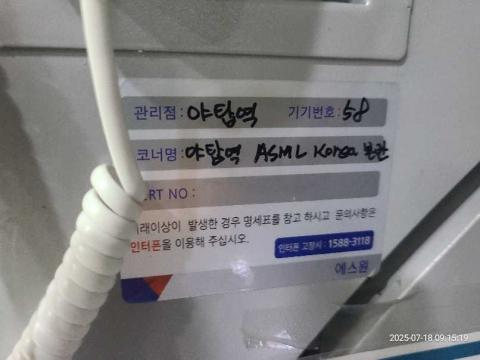 관리점 : 야탑역 기기번호 : 58
코너명 : 야탑역 ASML Korea 본관
ERT NO :
래이상이 발생한 경우 명세표를 참고 하시고 문의사항은
인터폰을 이용해 주십시오.
인터폰 고장시 : 1588-3118
에스원
2025-07-18 09:15:19